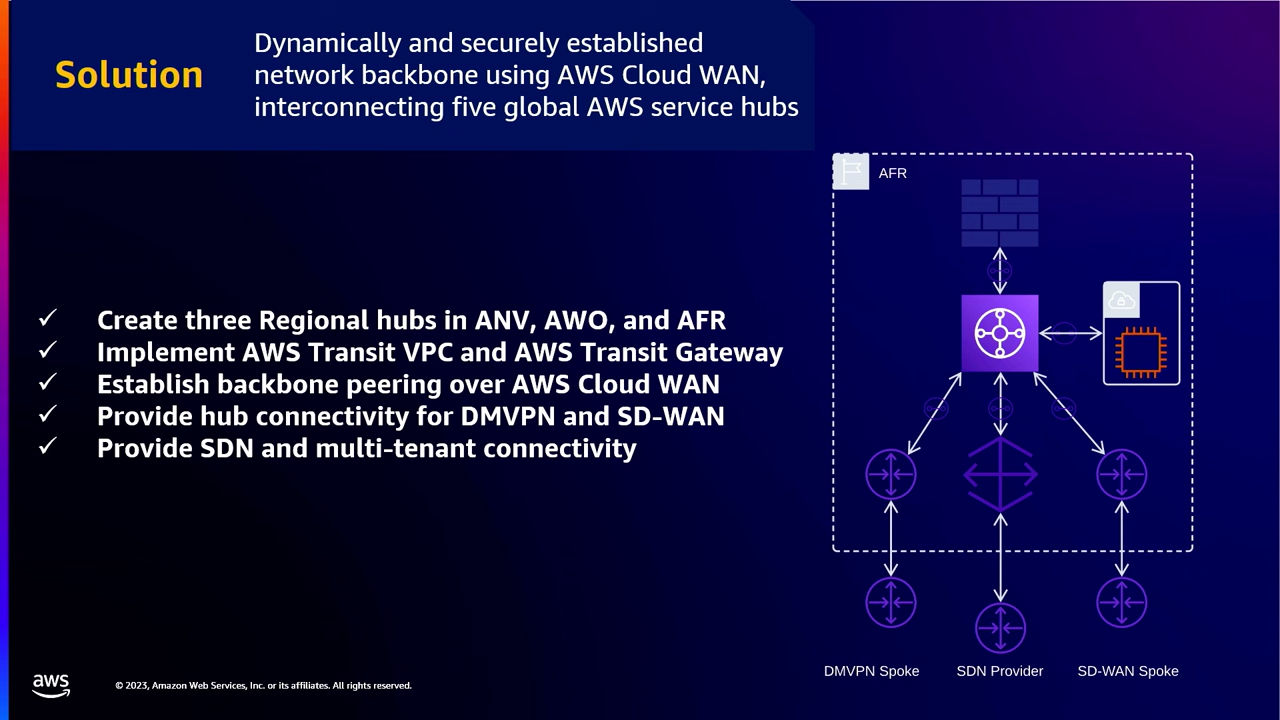 Solution
Dynamically and securely established
network backbone using AWS Cloud WAN,
interconnecting five global AWS service hubs
✓ Create three Regional hubs in ANV, AWO, and AFR
✓ Implement AWS Transit VPC and AWS Transit Gateway
✓ Establish backbone peering over AWS Cloud WAN
✓ Provide hub connectivity for DMVPN and SD-WAN
✓ Provide SDN and multi-tenant connectivity
AFR
DMVPN Spoke
SDN Provider
SD-WAN Spoke
aws
© 2023, Amazon Web Services, Inc. or its affiliates. All rights reserved.